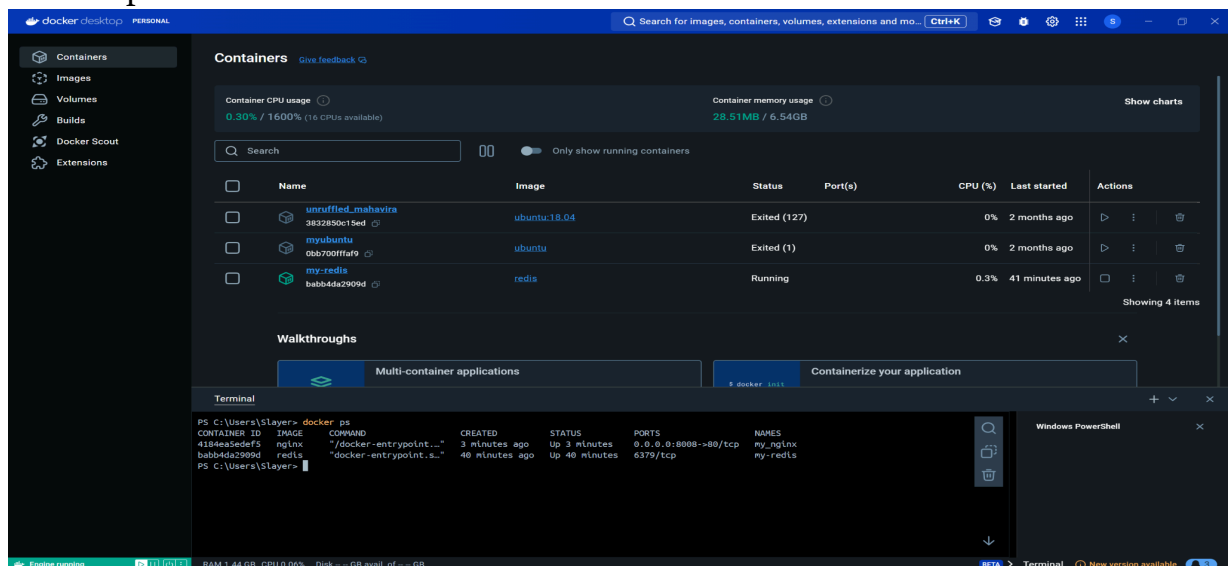 docker desktop PERSONAL
Search for images, containers, volumes, extensions and mo... Ctrl+K
S
Containers
Images
Volumes
Builds
Docker Scout
Extensions
Containers Give feedback
Container CPU usage
0.30% / 1600% (16 CPUs available)
Container memory usage
28.51MB / 6.54GB
Show charts
Search
Only show running containers
Name Image Status Port(s) CPU (%) Last started Actions
unruffled_mahavira ubuntu:18.04 Exited (127) 0% 2 months ago
3832850c15ed
myubuntu ubuntu Exited (1) 0% 2 months ago
0bb700fffaf9
my-redis redis Running 0.3% 41 minutes ago
babb4da2909d
Showing 4 items
Walkthroughs
Multi-container applications
Containerize your application
$ docker init
Terminal
PS C:\Users\Slayer> docker ps
CONTAINER ID IMAGE COMMAND CREATED STATUS PORTS NAMES
4184ea5edef5 nginx "/docker-entrypoint...." 3 minutes ago Up 3 minutes 0.0.0.0:8008->80/tcp my_nginx
babb4da2909d redis "docker-entrypoint.s…" 40 minutes ago Up 40 minutes 6379/tcp my-redis
PS C:\Users\Slayer>
Windows PowerShell
Engine running
RAM 1.44 GB CPU 0.06% Disk -.-- GB avail. of -.-- GB
BETA Terminal New version available 3